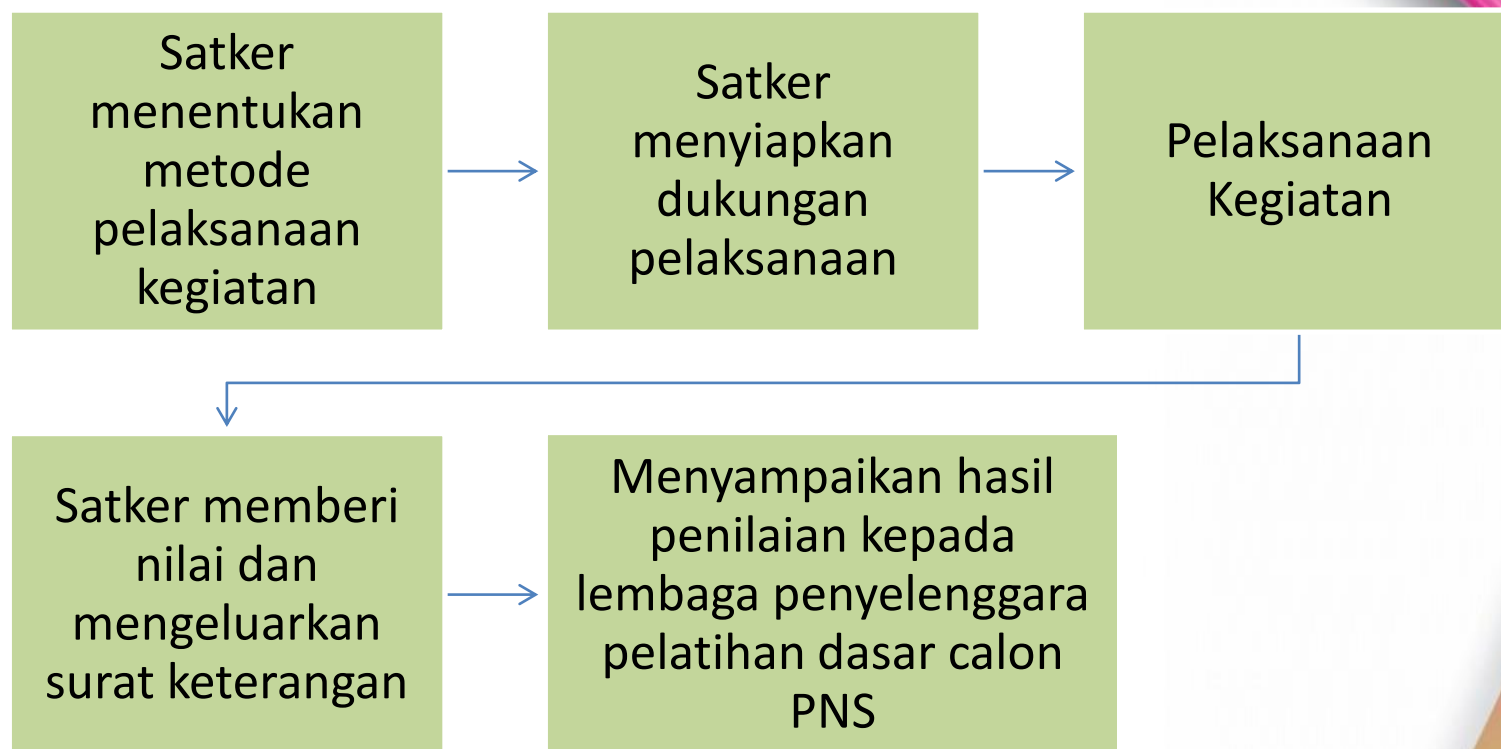 Satker
menentukan
metode
pelaksanaan
kegiatan
Satker
menyiapkan
dukungan
pelaksanaan
Pelaksanaan
Kegiatan
Satker memberi
nilai dan
mengeluarkan
surat keterangan
Menyampaikan hasil
penilaian kepada
lembaga penyelenggara
pelatihan dasar calon
PNS